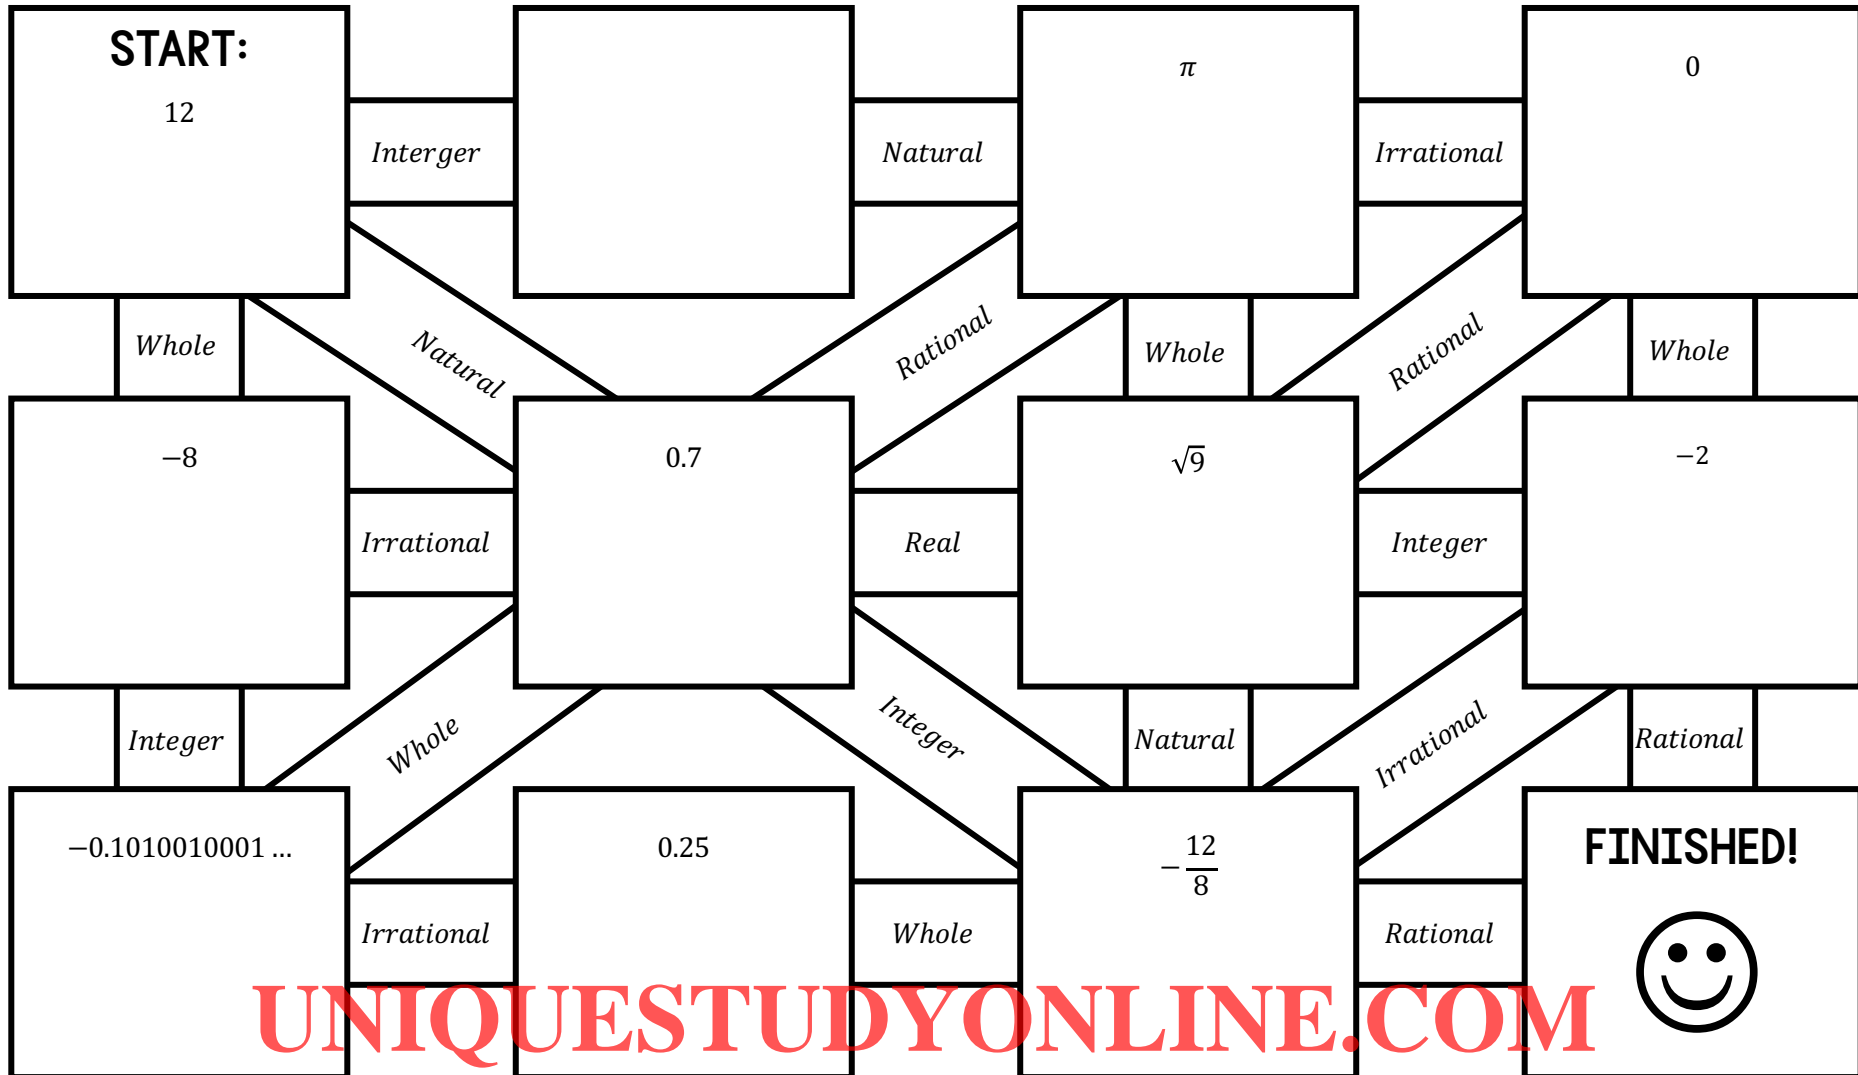 START:
12
Interger
Natural
π
Irrational
0
Whole
Natural
Rational
Whole
Rational
Whole
−8
Irrational
0.7
Real
√9
Integer
−2
Integer
Whole
Integer
Natural
Irrational
Rational
−0.1010010001 …
Irrational
0.25
Whole
−12/8
Rational
FINISHED!
UNIQUESTUDYONLINE.COM